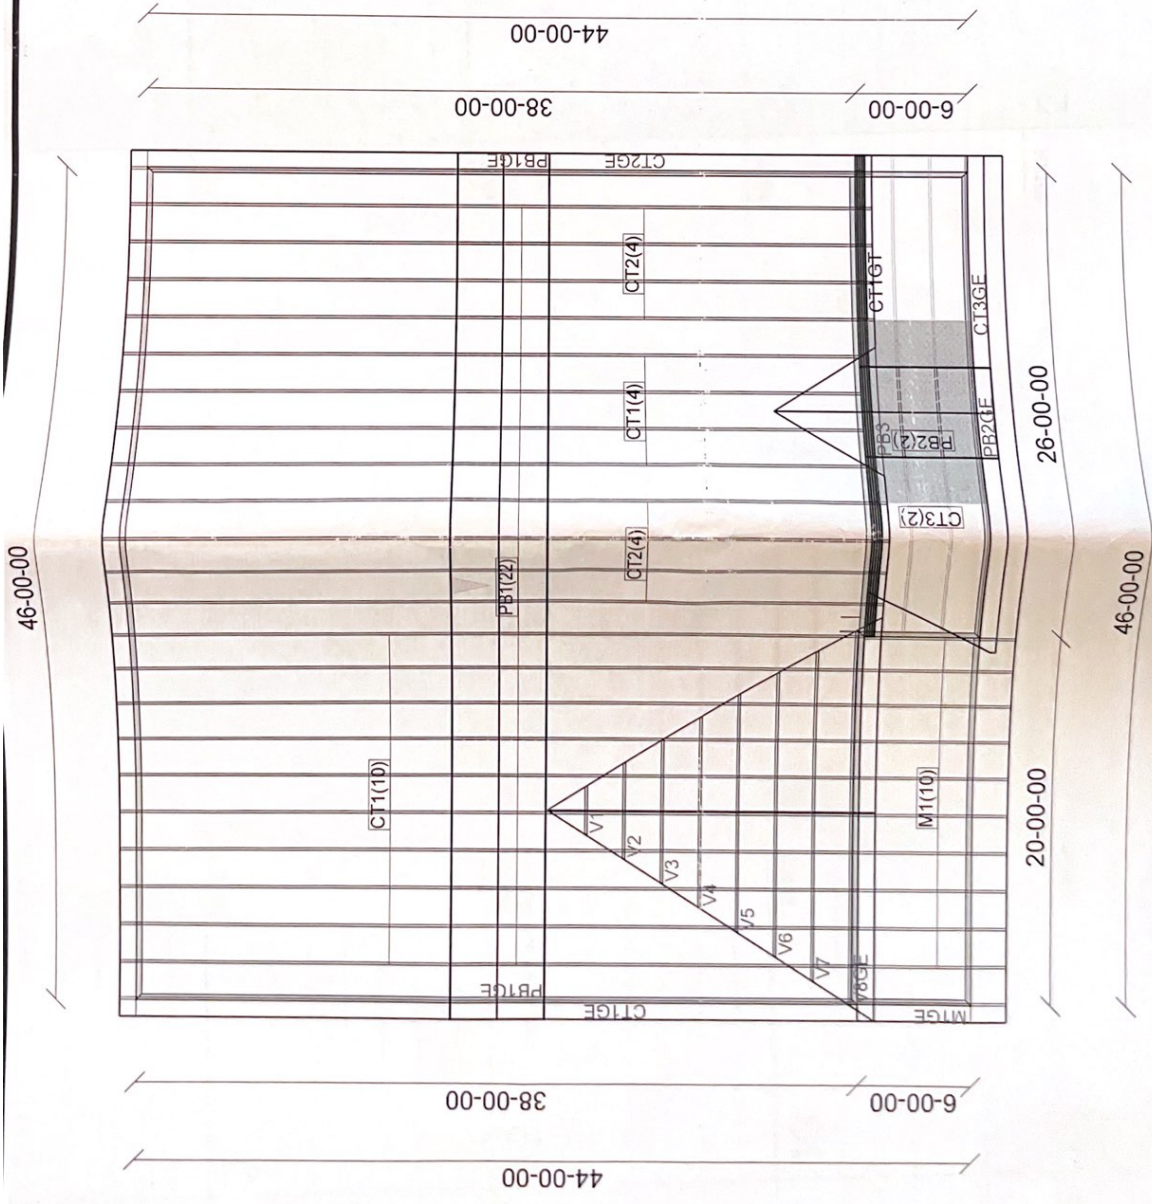 44-00-00
38-00-00
6-00-00
46-00-00
PB1GE
CT2GE
CT2(4)
CT1GT
CT3GE
CT1(4)
PB3
PB2(2)
PB2GE
26-00-00
CT3(2)
CT2(4)
PB1(22)
46-00-00
CT1(10)
V1
V2
V3
V4
V5
V6
V7
V8GE
M1(10)
20-00-00
PB1GE
CT1GE
M1GE
38-00-00
6-00-00
44-00-00